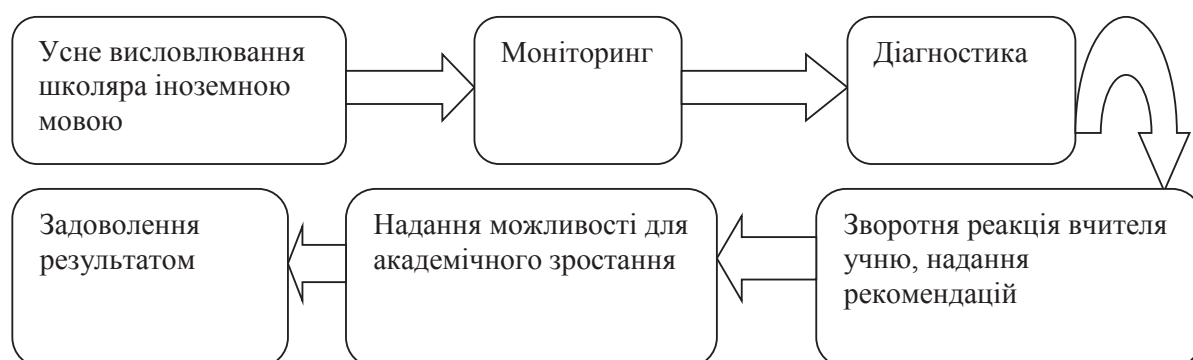 Усне висловлювання
школяра іноземною
мовою
Моніторинг
Діагностика
Зворотня реакція вчителя
учню, надання
рекомендацій
Надання можливості для
академічного зростання
Задоволення
результатом